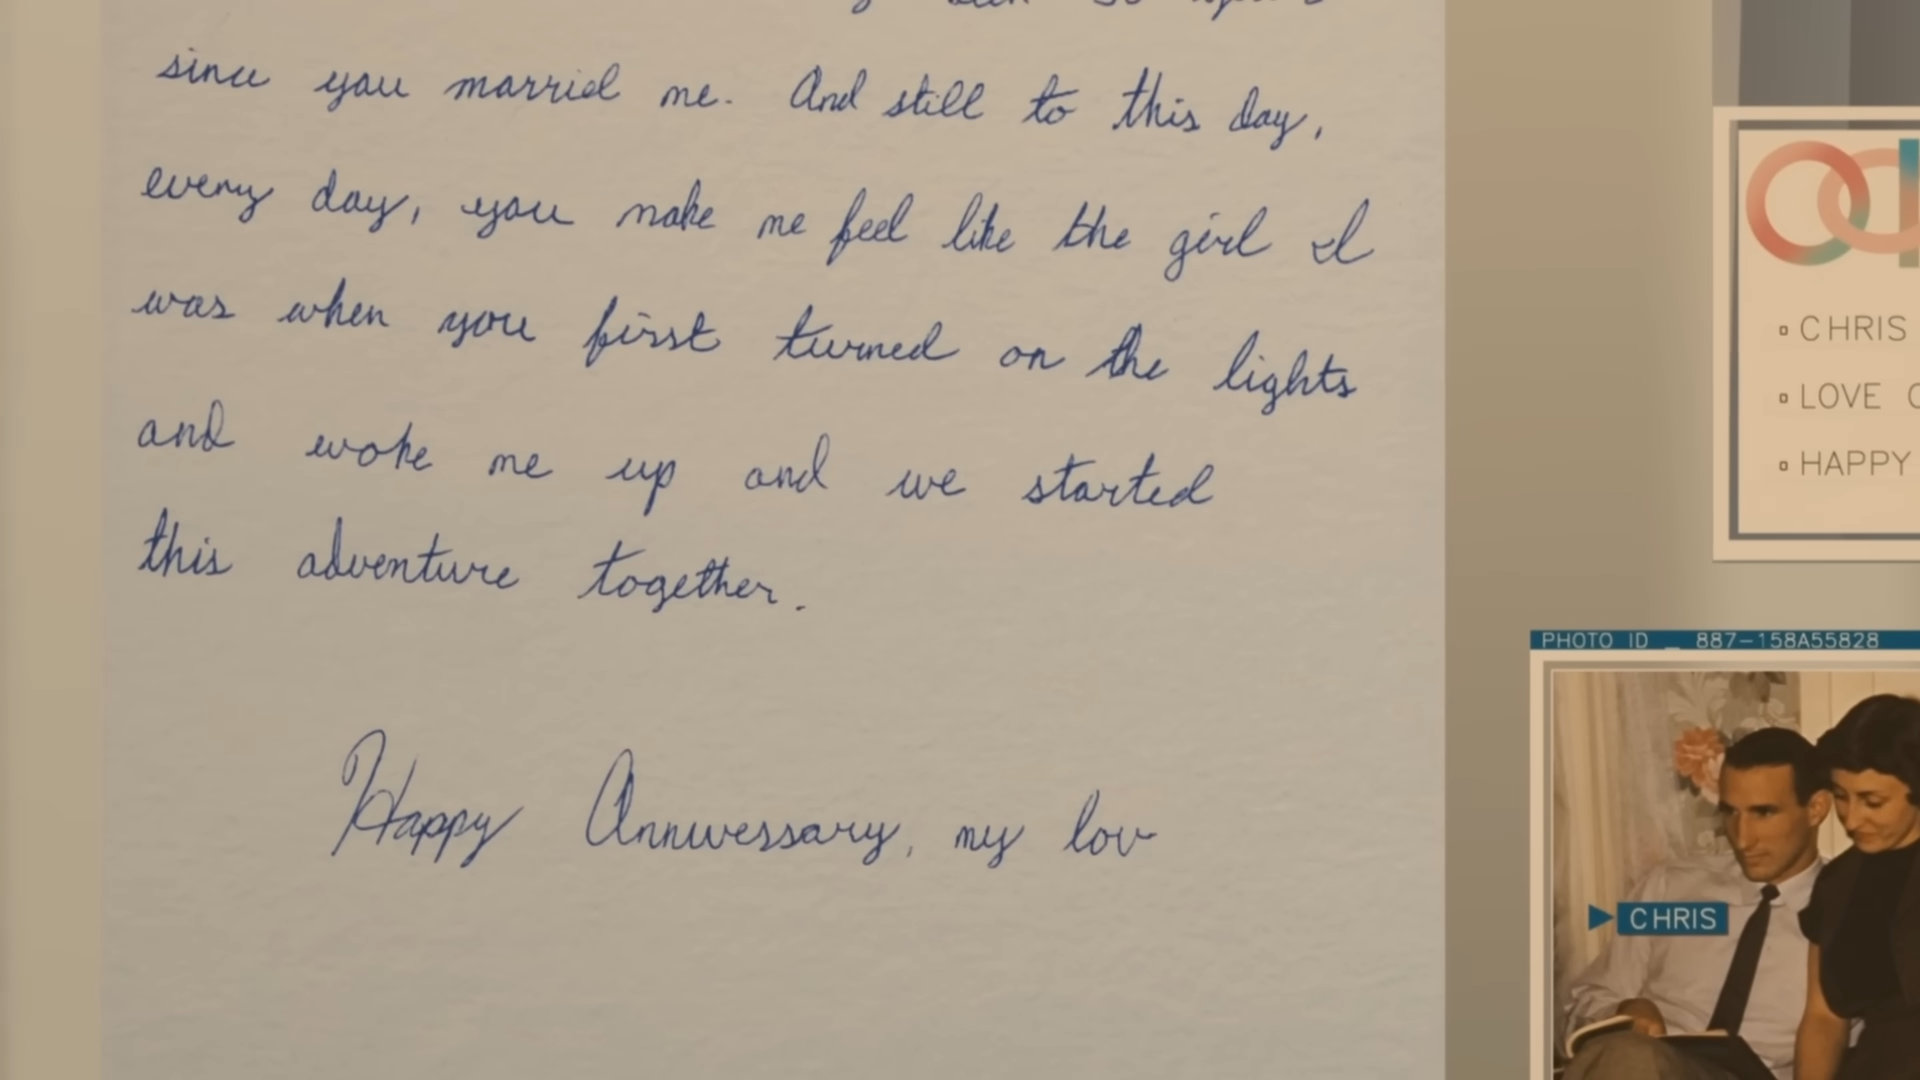 since you married me. And still to this day,
every day, you make me feel like the girl I
was when you first turned on the lights
and woke me up and we started
this adventure together.
Happy Anniverssary, my lov
CHRIS
LOVE
HAPPY
PHOTO ID _ 887-158A55828
CHRIS